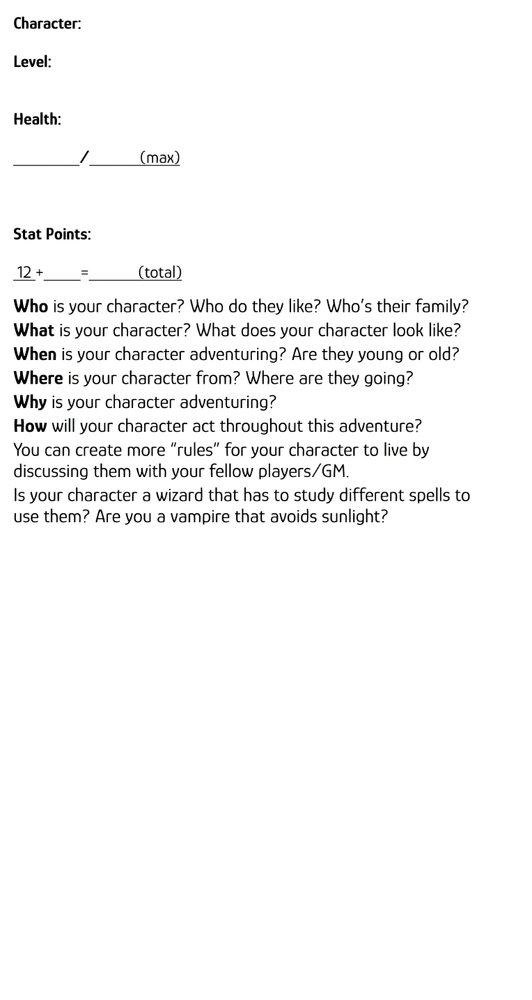 Character:
Level:
Health:
________/______(max)
Stat Points:
12 +____=______(total)
Who is your character? Who do they like? Who's their family?
What is your character? What does your character look like?
When is your character adventuring? Are they young or old?
Where is your character from? Where are they going?
Why is your character adventuring?
How will your character act throughout this adventure?
You can create more "rules" for your character to live by
discussing them with your fellow players/GM.
Is your character a wizard that has to study different spells to
use them? Are you a vampire that avoids sunlight?